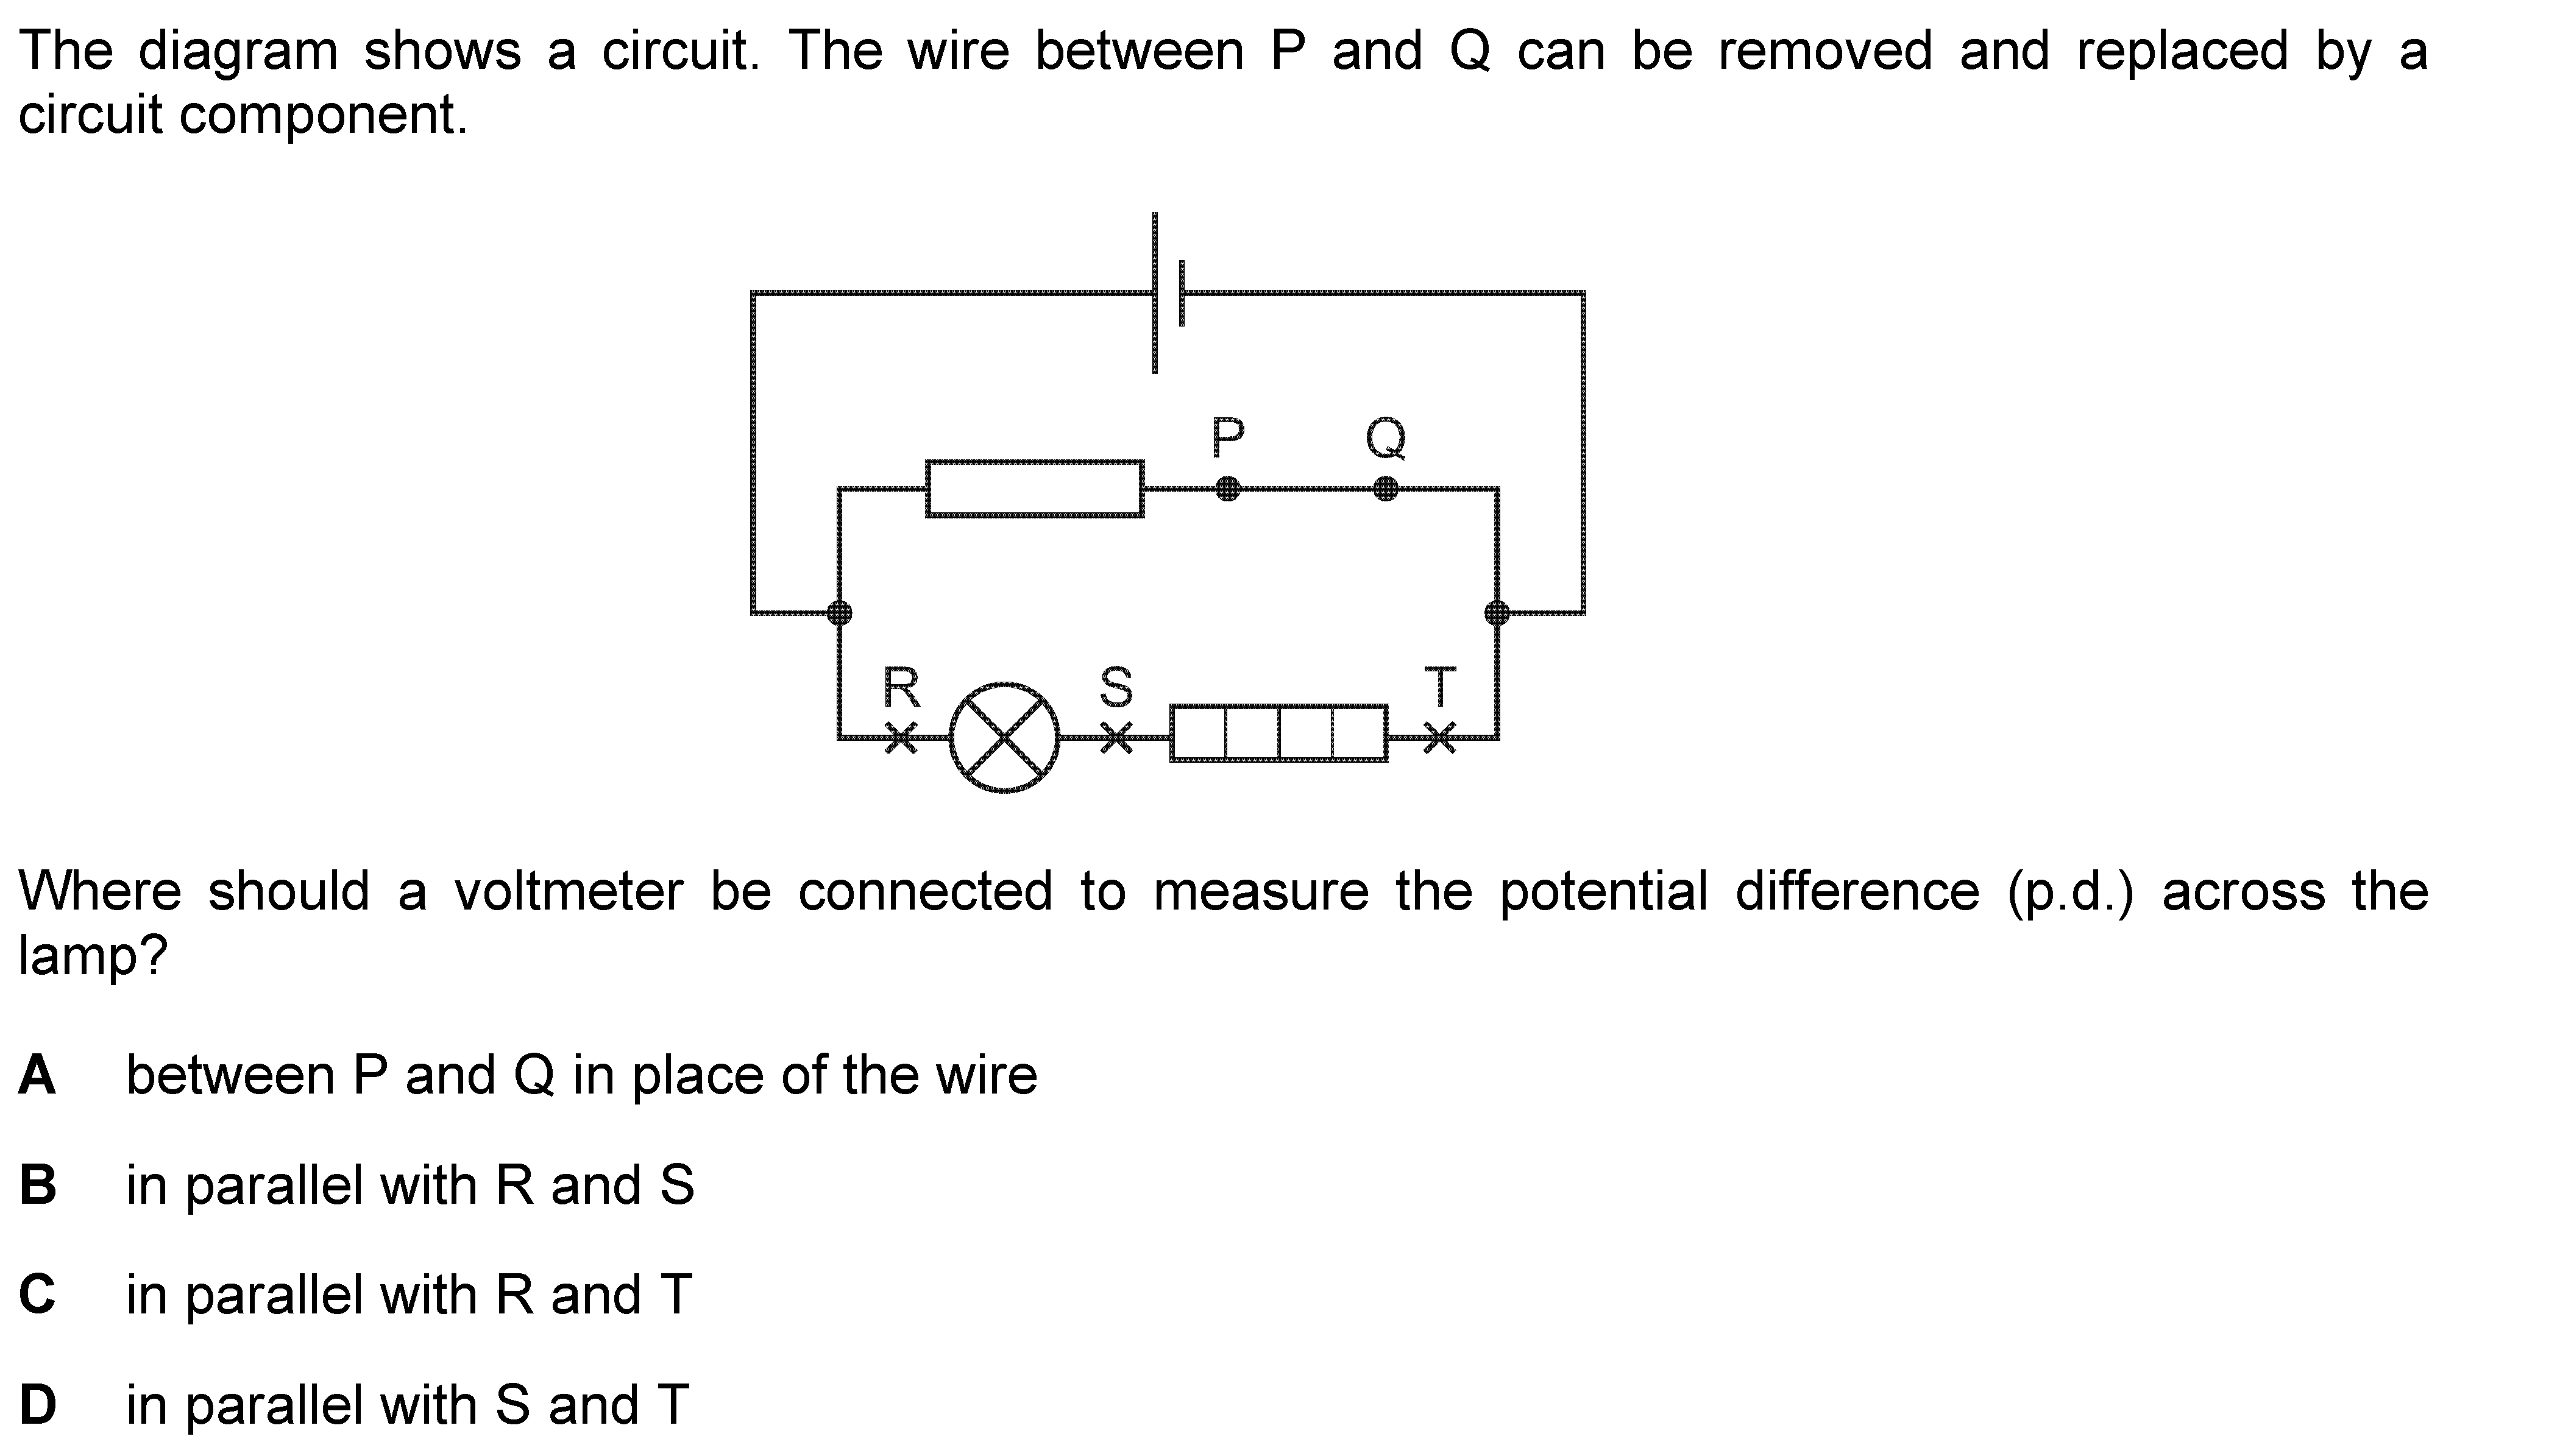 The diagram shows a circuit. The wire between P and Q can be removed and replaced by a
circuit component.
P
Q
R
S
T
Where should a voltmeter be connected to measure the potential difference (p.d.) across the
lamp?
A between P and Q in place of the wire
B in parallel with R and S
C in parallel with R and T
D in parallel with S and T